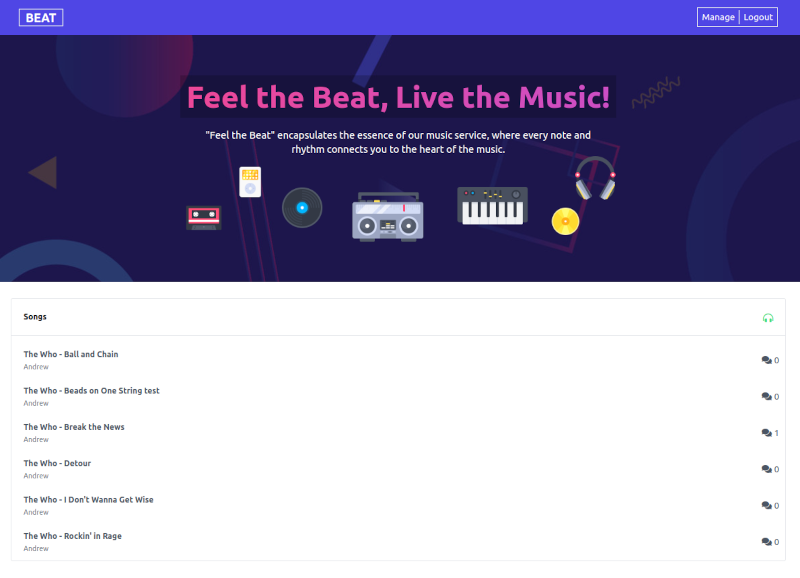 BEAT
Manage | Logout
Feel the Beat, Live the Music!
"Feel the Beat" encapsulates the essence of our music service, where every note and
rhythm connects you to the heart of the music.
Songs
The Who - Ball and Chain
Andrew
0
The Who - Beads on One String test
Andrew
0
The Who - Break the News
Andrew
1
The Who - Detour
Andrew
0
The Who - I Don't Wanna Get Wise
Andrew
0
The Who - Rockin' in Rage
Andrew
0